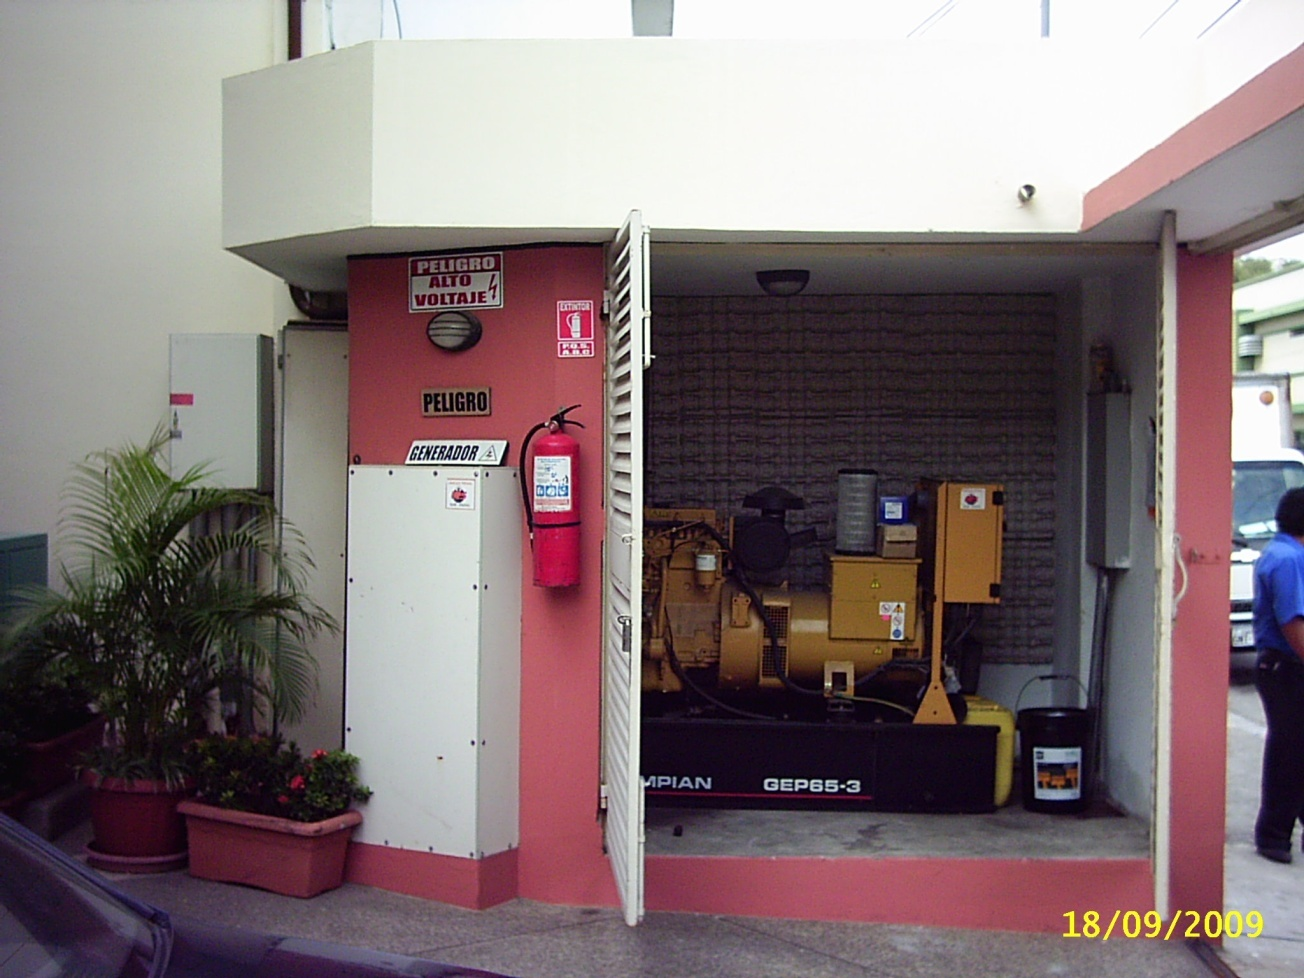 PELIGRO
ALTO
VOLTAJE
EXTINTOR
P.Q.S.
A.B.C
PELIGRO
GENERADOR
MPIAN GEP65-3
18/09/2009